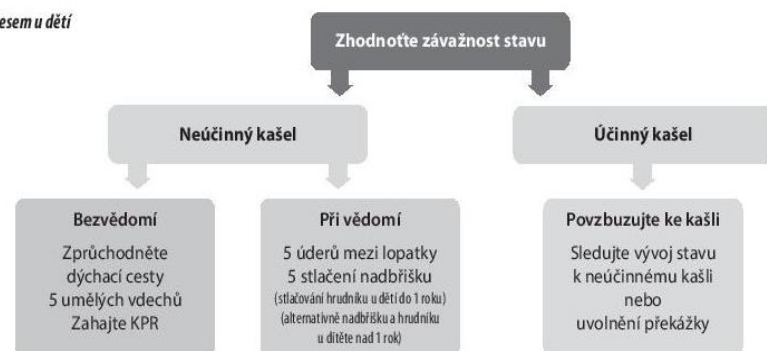 esem u dětí
Zhodnoťte závažnost stavu
Neúčinný kašel
Účinný kašel
Bezvědomí
Zprůchodněte
dýchací cesty
5 umělých vdechů
Zahajte KPR
Při vědomí
5 úderů mezi lopatky
5 stlačení nadbřišku
(stlačování hrudníku u dětí do 1 roku)
(alternativně nadbřišku a hrudníku
u dítěte nad 1 rok)
Povzbuzujte ke kašli
Sledujte vývoj stavu
k neúčinnému kašli
nebo
uvolnění překážky